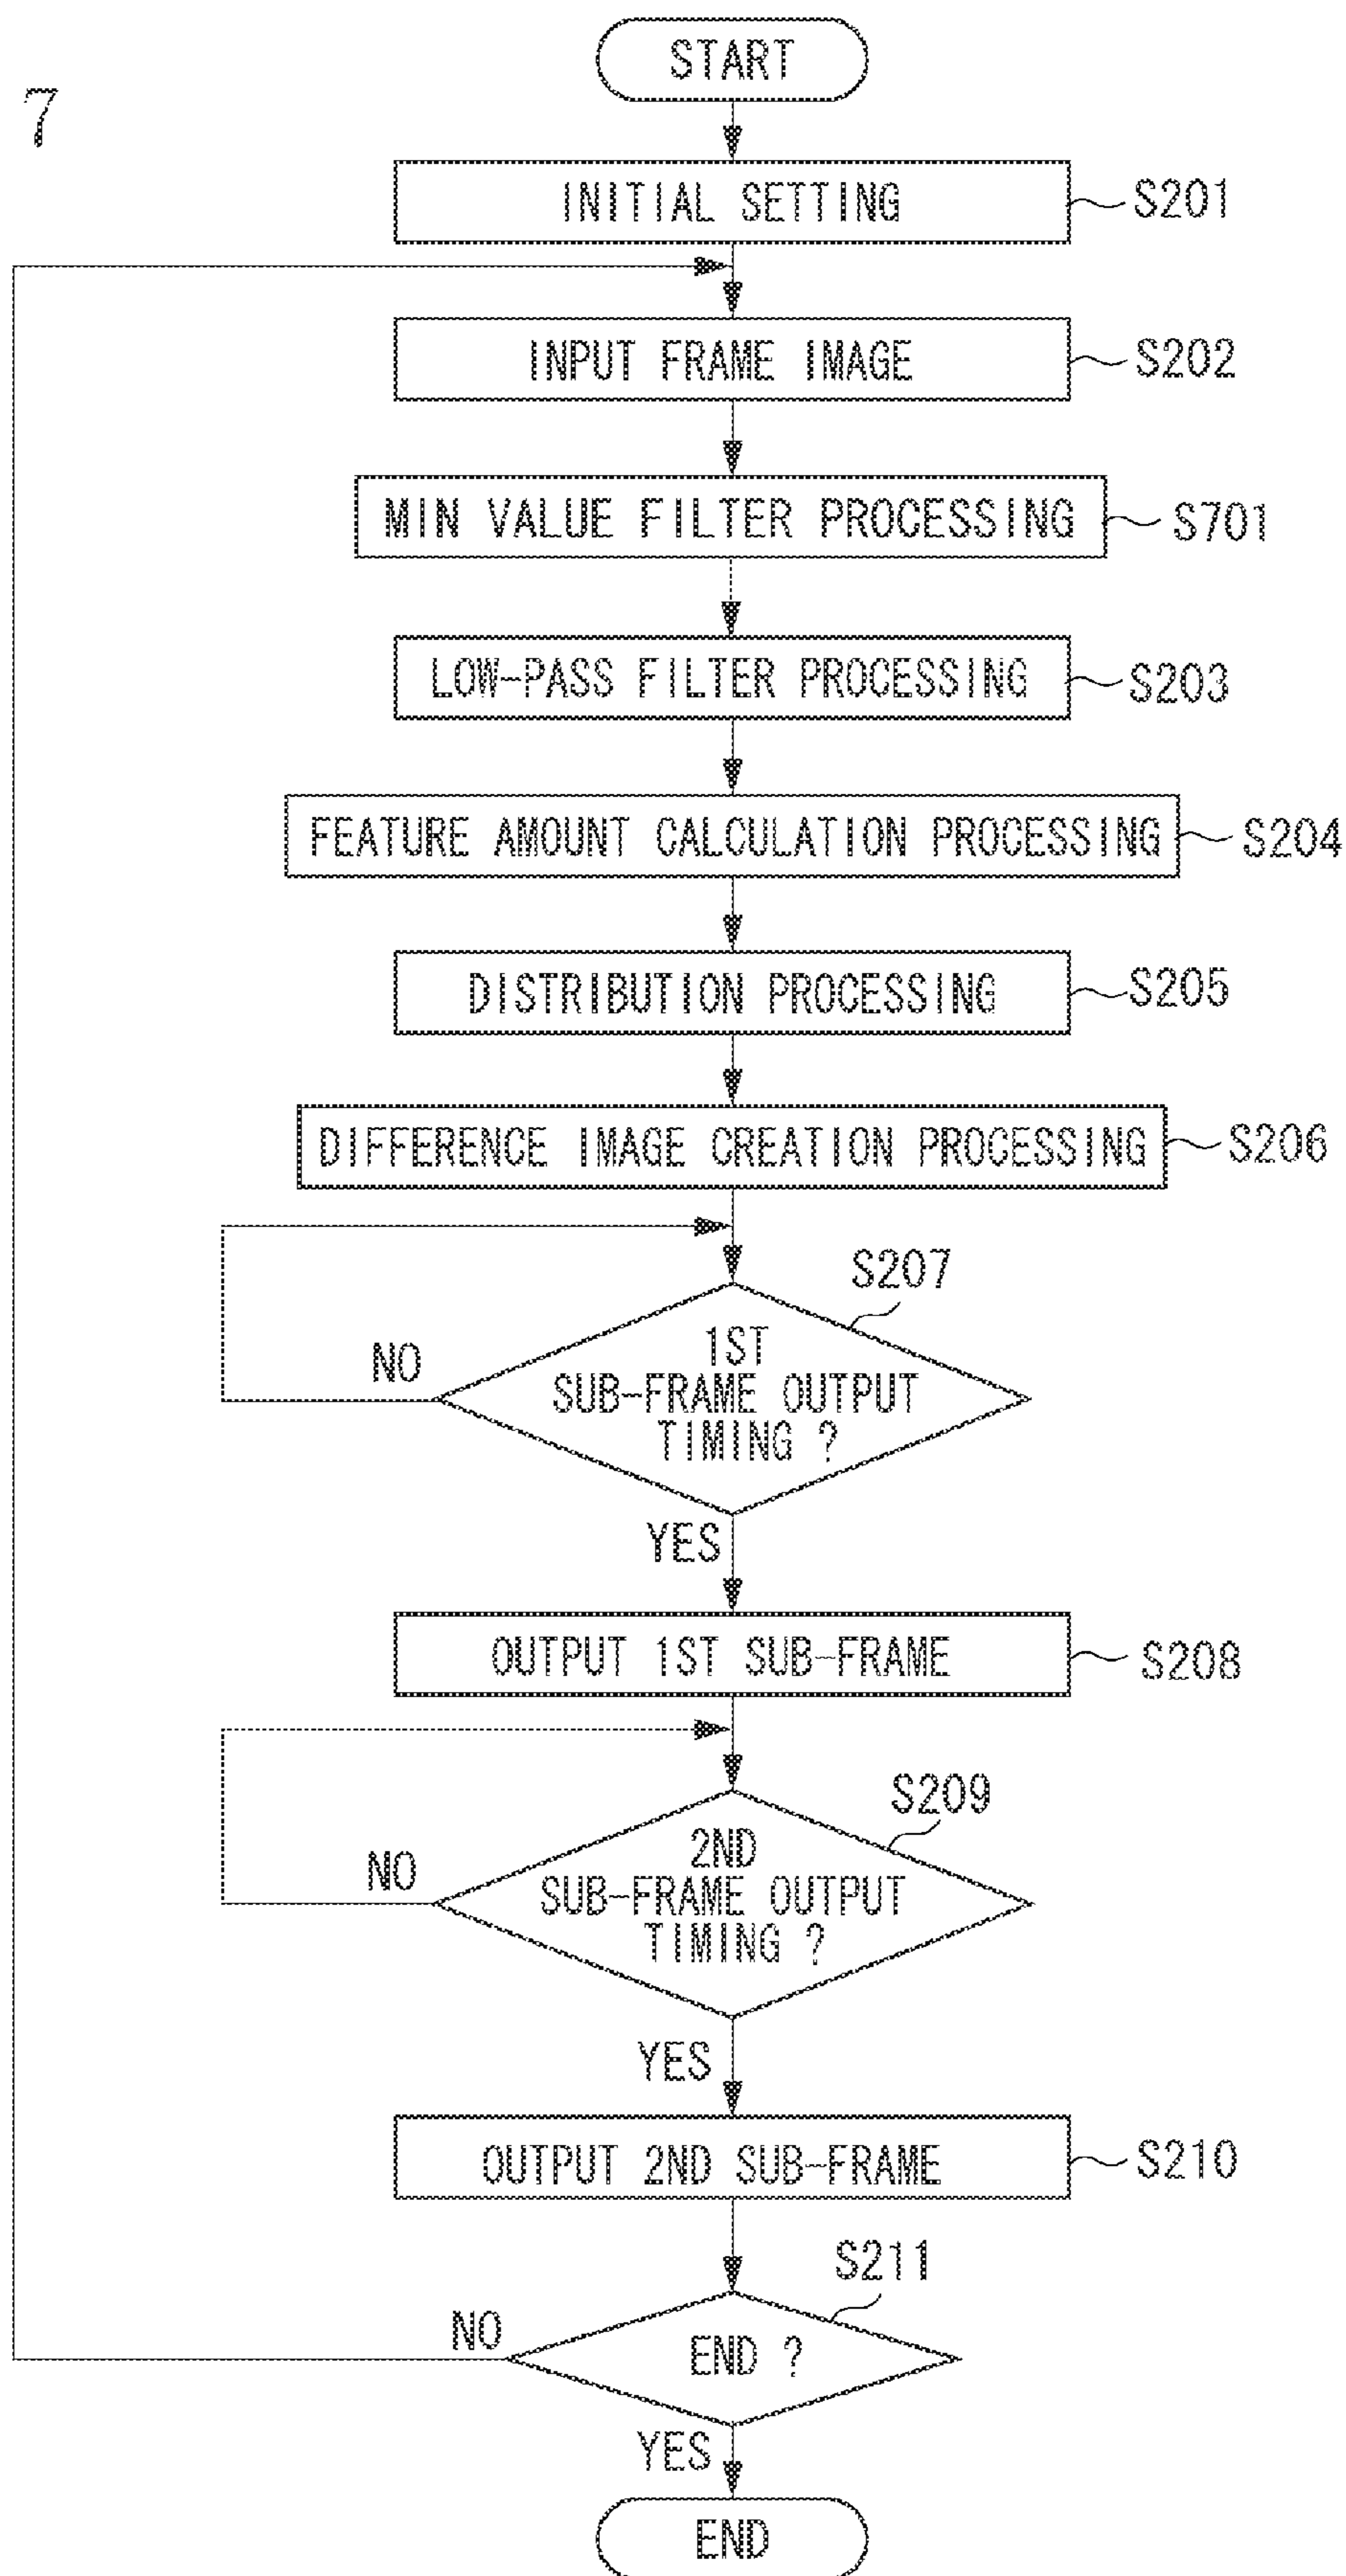 START
7
INITIAL SETTING
S201
INPUT FRAME IMAGE
S202
MIN VALUE FILTER PROCESSING
S701
LOW-PASS FILTER PROCESSING
S203
FEATURE AMOUNT CALCULATION PROCESSING
S204
DISTRIBUTION PROCESSING
S205
DIFFERENCE IMAGE CREATION PROCESSING
S206
S207
1ST
SUB-FRAME OUTPUT
TIMING ?
NO
YES
OUTPUT 1ST SUB-FRAME
S208
S209
2ND
SUB-FRAME OUTPUT
TIMING ?
NO
YES
OUTPUT 2ND SUB-FRAME
S210
S211
END ?
NO
YES
END